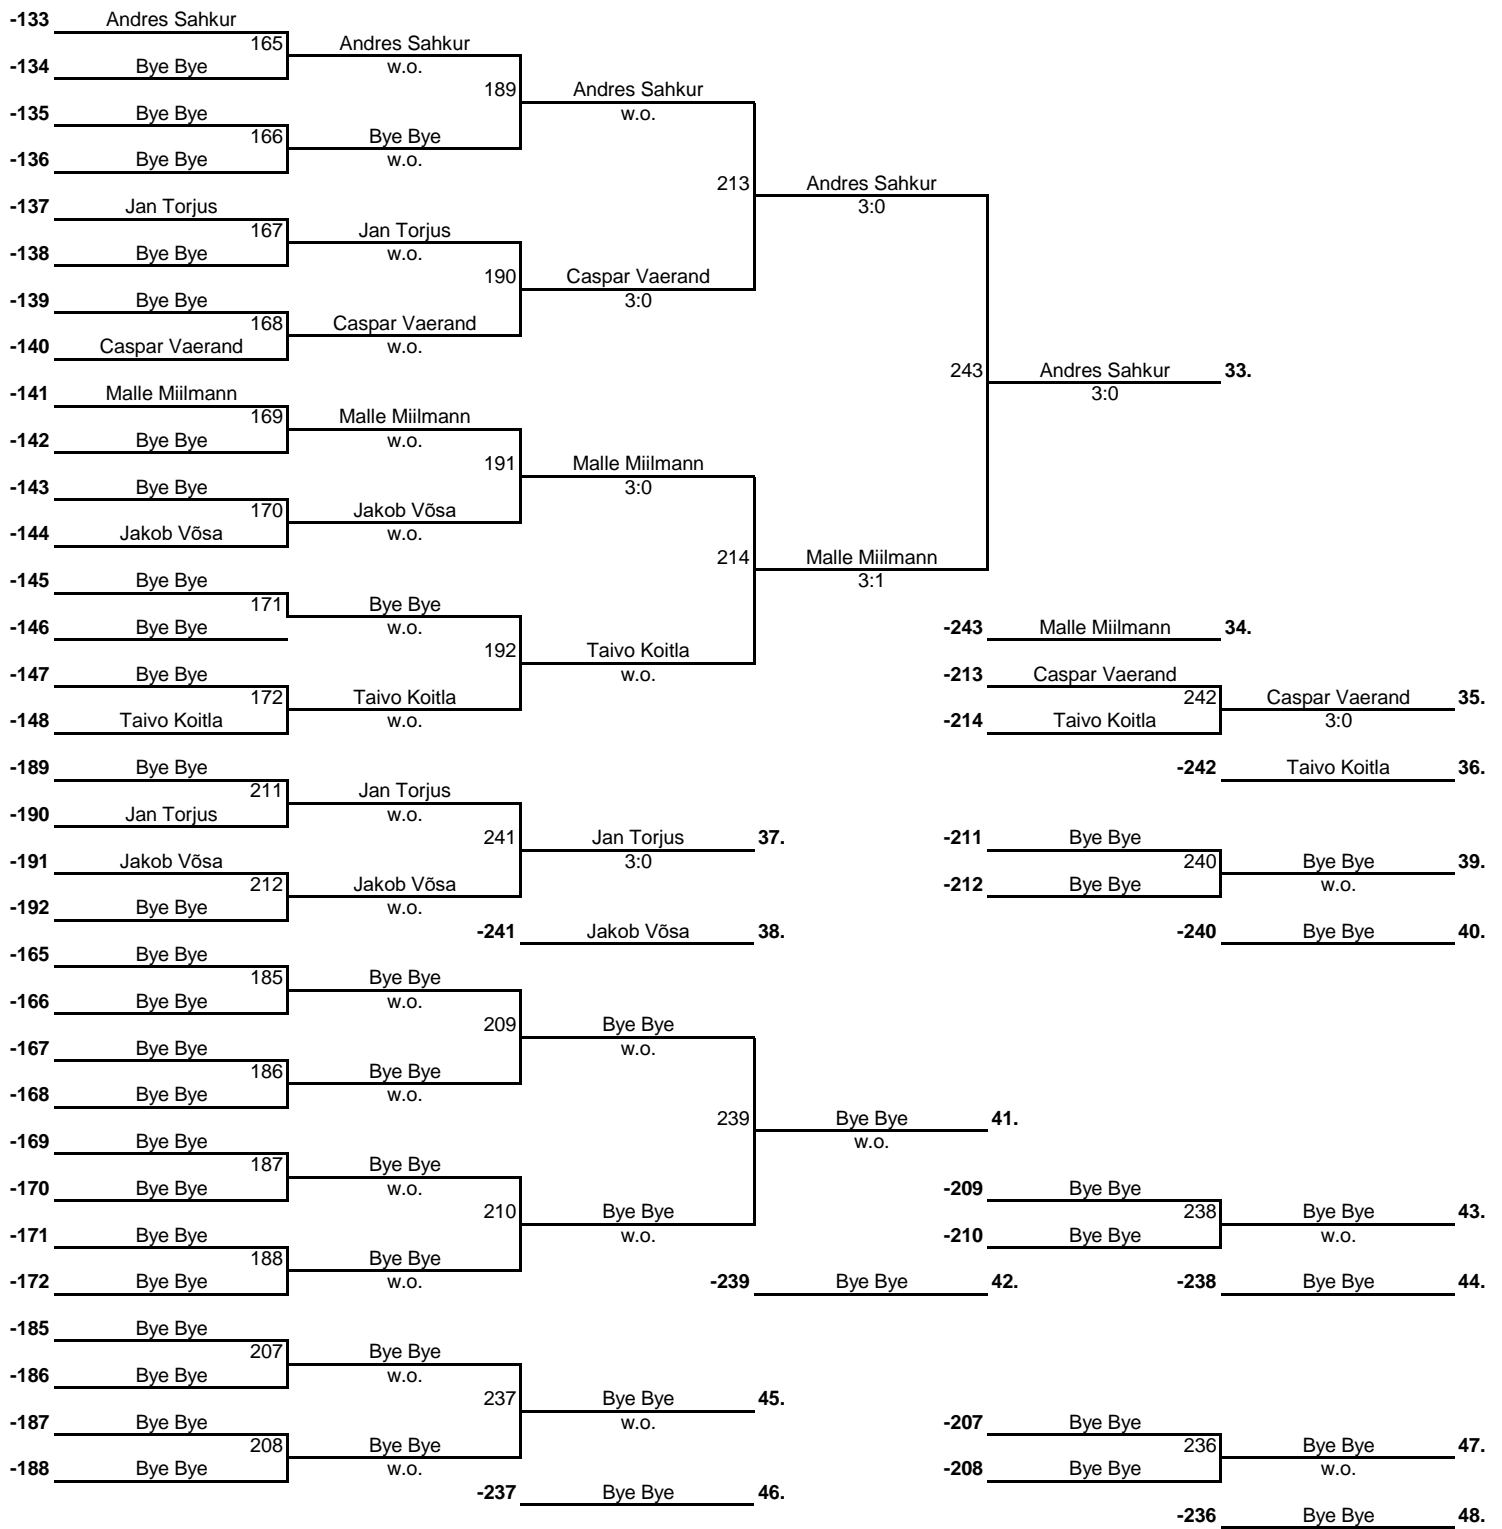 -133 Andres Sahkur
165 Andres Sahkur
-134 Bye Bye w.o.
189 Andres Sahkur
-135 Bye Bye w.o.
166 Bye Bye
-136 Bye Bye w.o.
213 Andres Sahkur
-137 Jan Torjus 3:0
167 Jan Torjus
-138 Bye Bye w.o.
190 Caspar Vaerand
-139 Bye Bye 3:0
168 Caspar Vaerand
-140 Caspar Vaerand w.o.
243 Andres Sahkur 33.
-141 Malle Miilmann 3:0
169 Malle Miilmann
-142 Bye Bye w.o.
191 Malle Miilmann
-143 Bye Bye 3:0
170 Jakob Võsa
-144 Jakob Võsa w.o.
214 Malle Miilmann
-145 Bye Bye 3:1
171 Bye Bye
-146 Bye Bye w.o. -243 Malle Miilmann 34.
192 Taivo Koitla
-147 Bye Bye w.o. -213 Caspar Vaerand
172 Taivo Koitla 242 Caspar Vaerand 35.
-148 Taivo Koitla w.o. -214 Taivo Koitla 3:0
-189 Bye Bye -242 Taivo Koitla 36.
211 Jan Torjus
-190 Jan Torjus w.o.
241 Jan Torjus 37. -211 Bye Bye
-191 Jakob Võsa 3:0 240 Bye Bye 39.
212 Jakob Võsa -212 Bye Bye w.o.
-192 Bye Bye w.o.
-241 Jakob Võsa 38. -240 Bye Bye 40.
-165 Bye Bye
185 Bye Bye
-166 Bye Bye w.o.
209 Bye Bye
-167 Bye Bye w.o.
186 Bye Bye
-168 Bye Bye w.o.
239 Bye Bye 41.
-169 Bye Bye w.o.
187 Bye Bye
-170 Bye Bye w.o. -209 Bye Bye
210 Bye Bye 238 Bye Bye 43.
-171 Bye Bye w.o. -210 Bye Bye w.o.
188 Bye Bye
-172 Bye Bye w.o. -239 Bye Bye 42. -238 Bye Bye 44.
-185 Bye Bye
207 Bye Bye
-186 Bye Bye w.o.
237 Bye Bye 45.
-187 Bye Bye w.o. -207 Bye Bye
208 Bye Bye 236 Bye Bye 47.
-188 Bye Bye w.o. -208 Bye Bye w.o.
-237 Bye Bye 46.
-236 Bye Bye 48.